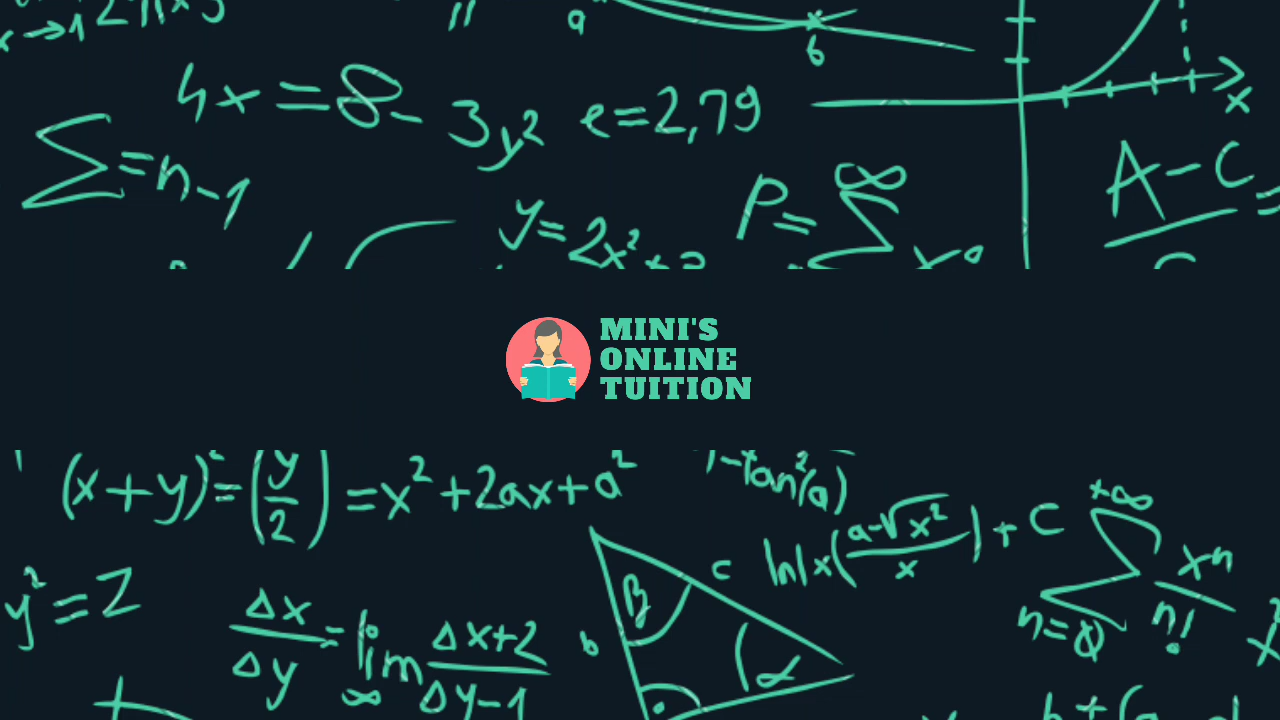 x→1
a
b
4x = 8 - 3y²
e = 2,79
x
Σ = n-1
y = 2x² +
P = Σ
∞
A - C
MINI'S
ONLINE
TUITION
(x+y)² = (y/2) = x² + 2ax + a²
1-tan²(a)
ln|x(a-√x²/x) + C
+∞
Σ xⁿ/n!
n=0
y² = Z
Δx/Δy = lim Δx+2/Δy-1
∞
β
c
b
α